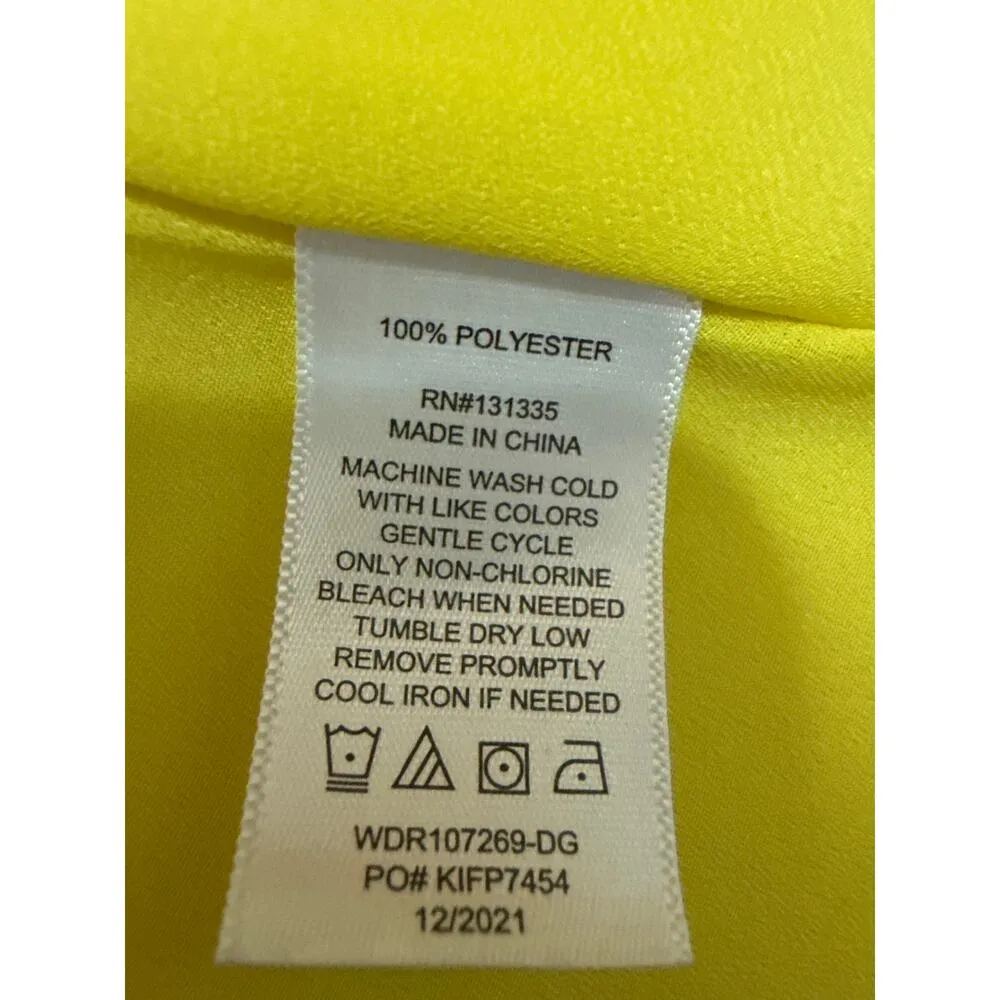 100% POLYESTER
RN#131335
MADE IN CHINA
MACHINE WASH COLD
WITH LIKE COLORS
GENTLE CYCLE
ONLY NON-CHLORINE
BLEACH WHEN NEEDED
TUMBLE DRY LOW
REMOVE PROMPTLY
COOL IRON IF NEEDED
WDR107269-DG
PO# KIFP7454
12/2021